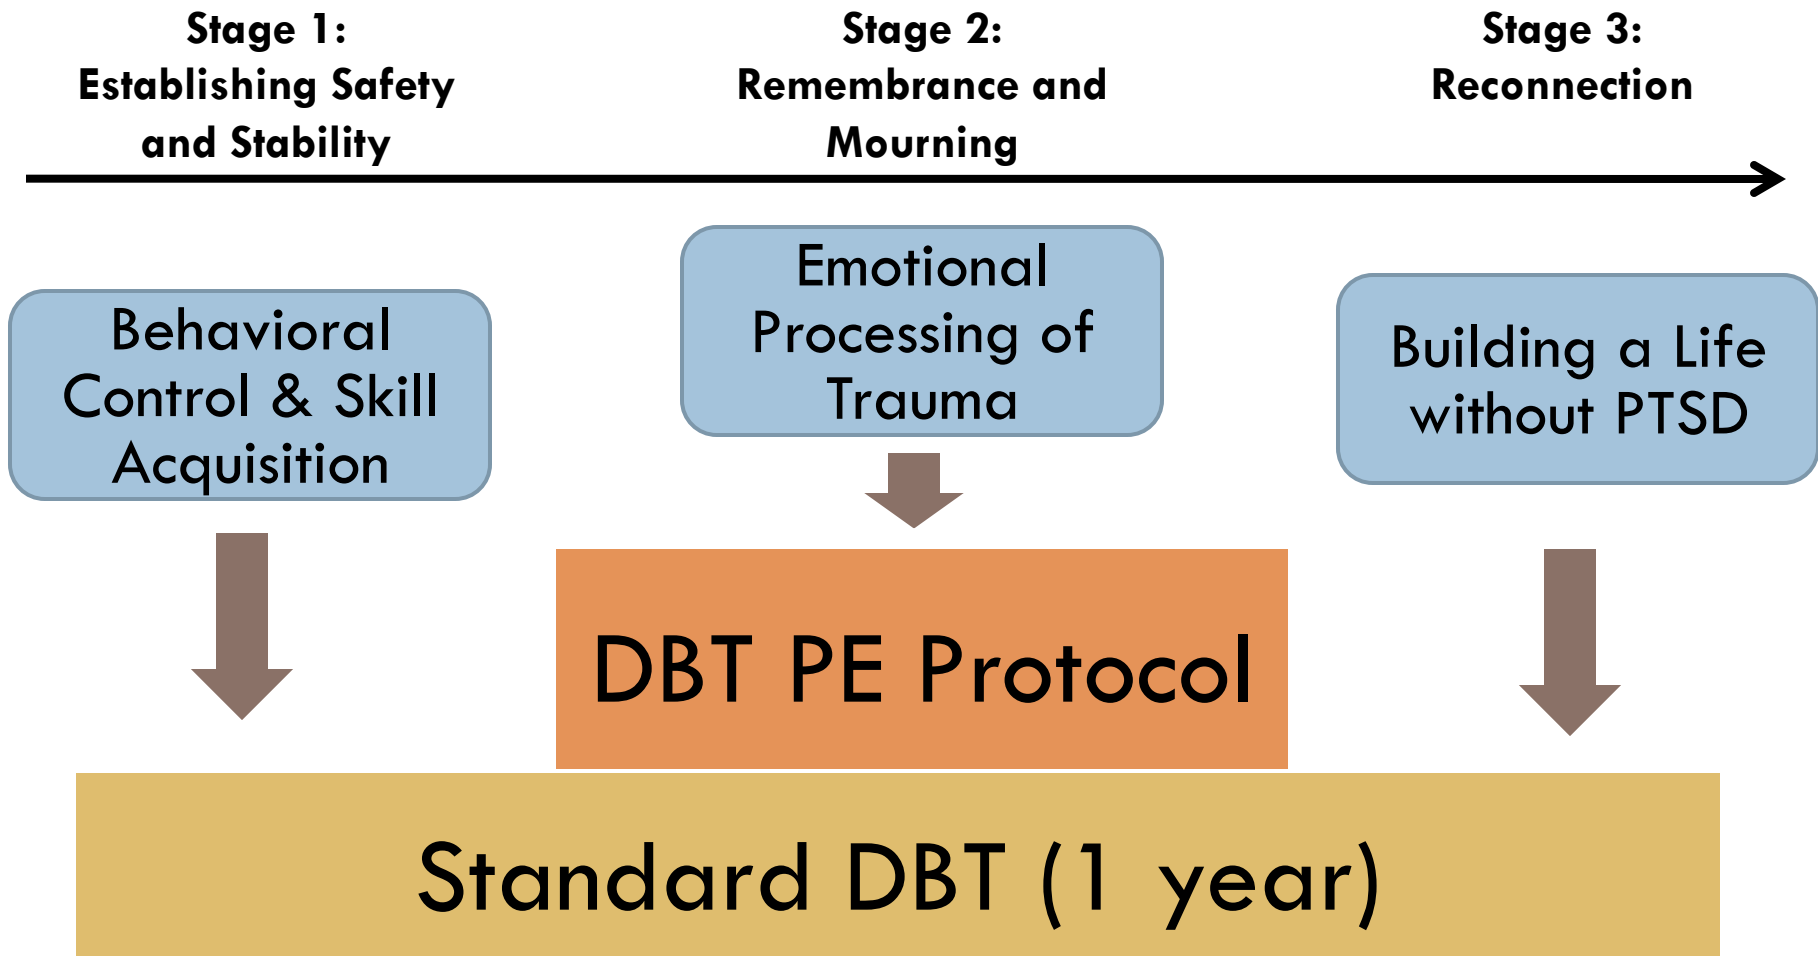 Stage 1:
Establishing Safety
and Stability
Stage 2:
Remembrance and
Mourning
Stage 3:
Reconnection
Behavioral
Control & Skill
Acquisition
Emotional
Processing of
Trauma
Building a Life
without PTSD
DBT PE Protocol
Standard DBT (1 year)